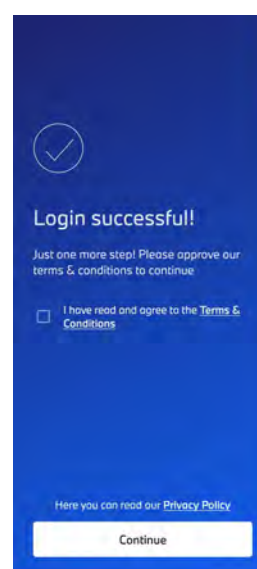 Login successful!
Just one more step! Please approve our
terms & conditions to continue
I have read and agree to the Terms &
Conditions
Here you can read our Privacy Policy
Continue